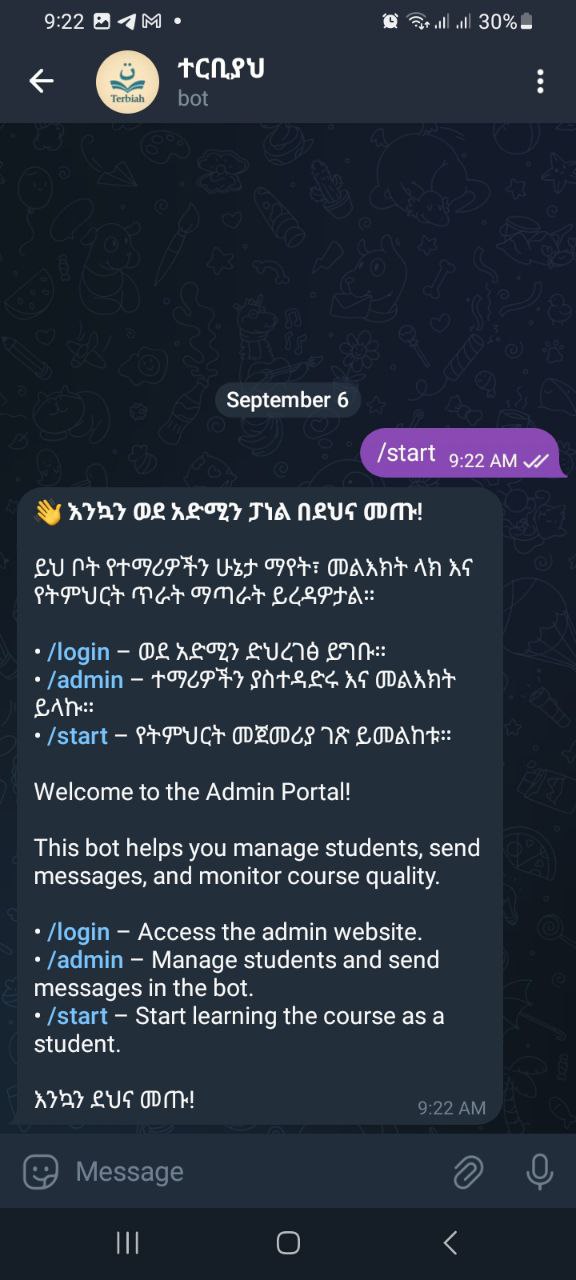 9:22
30%
ت
Terbiah
ተርቢያህ
bot
September 6
/start 9:22 AM
👋 እንኳን ወደ አድሚን ፓነል በደህና መጡ!
ይህ ቦት የተማሪዎችን ሁኔታ ማየት፣ መልእክት ላክ እና
የትምህርት ጥራት ማጣራት ይረዳዎታል።
• /login – ወደ አድሚን ድህረገፅ ይግቡ።
• /admin – ተማሪዎችን ያስተዳድሩ እና መልእክት
ይላኩ።
• /start – የትምህርት መጀመሪያ ገጽ ይመልከቱ።
Welcome to the Admin Portal!
This bot helps you manage students, send
messages, and monitor course quality.
• /login – Access the admin website.
• /admin – Manage students and send
messages in the bot.
• /start – Start learning the course as a
student.
እንኳን ደህና መጡ!
9:22 AM
Message